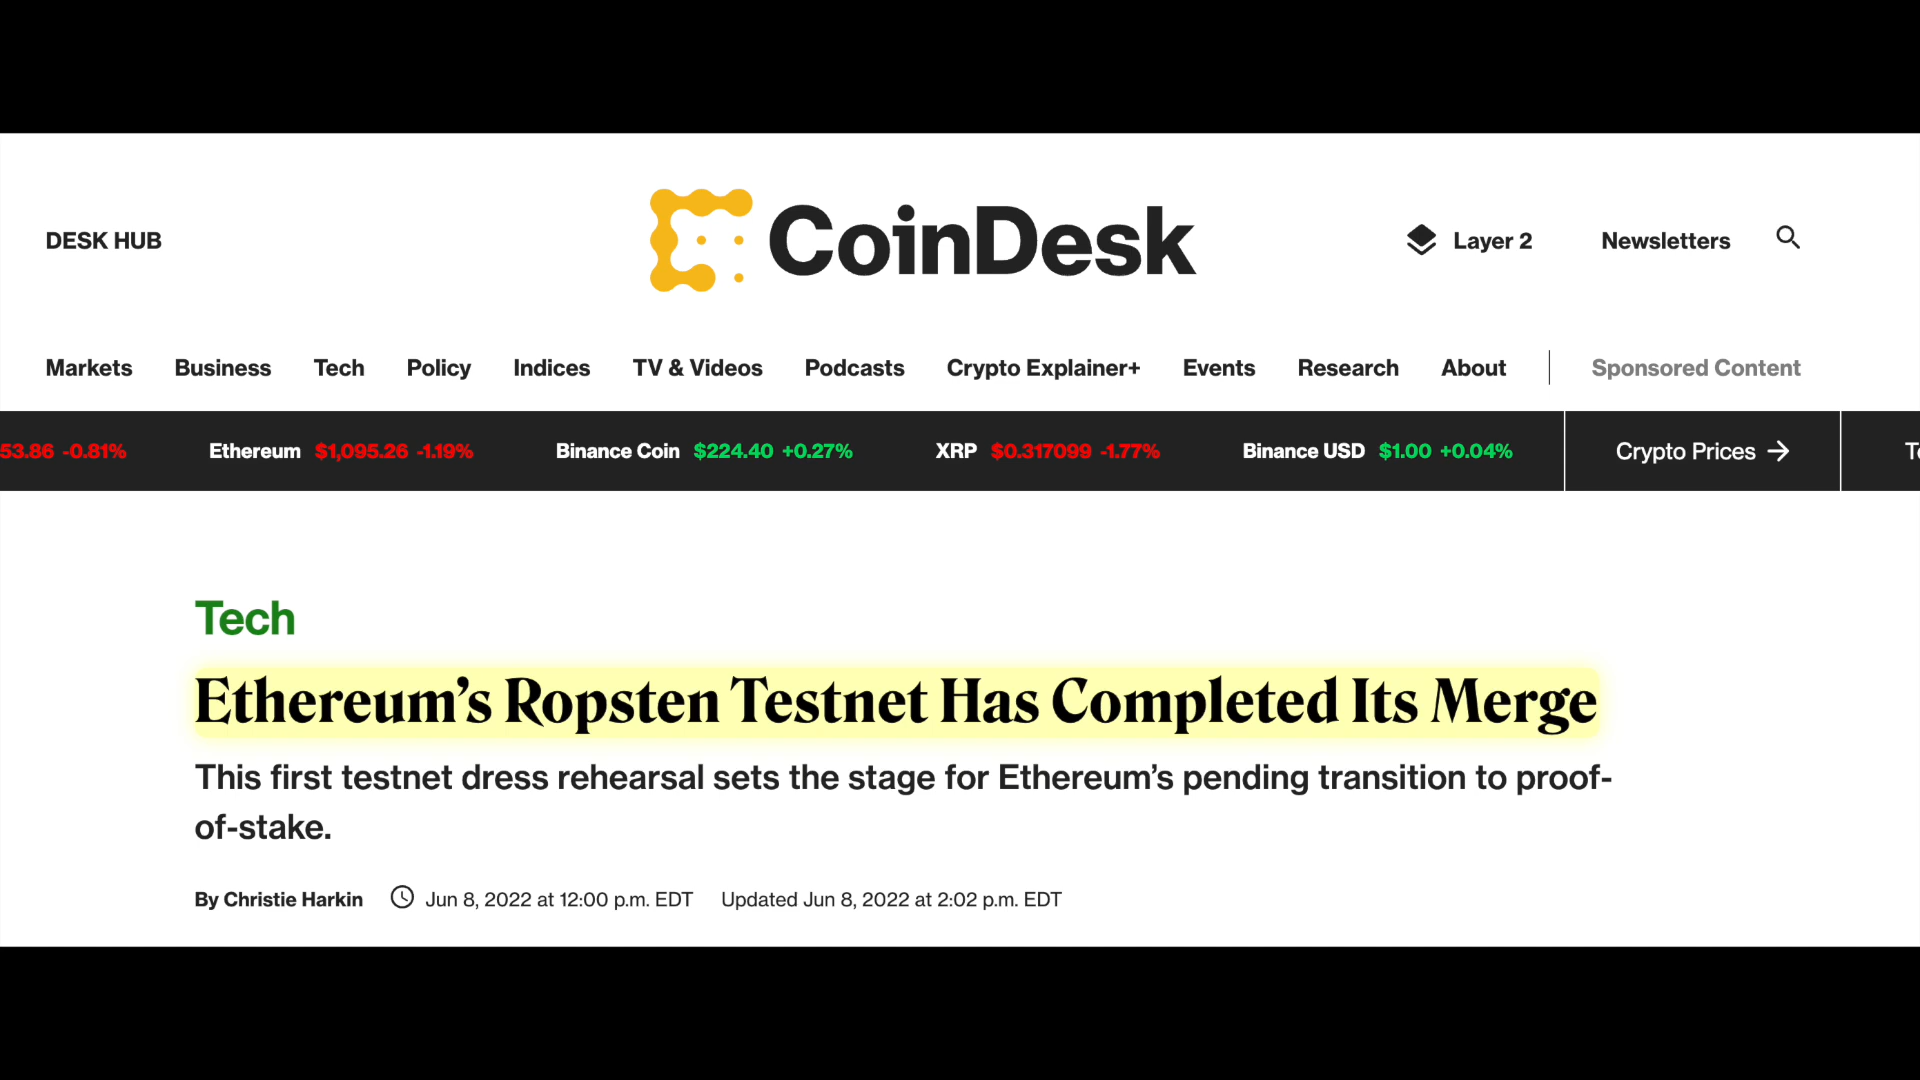 DESK HUB
CoinDesk
Layer 2
Newsletters
Markets Business Tech Policy Indices TV & Videos Podcasts Crypto Explainer+ Events Research About Sponsored Content
53.86 -0.81% Ethereum $1,095.26 -1.19% Binance Coin $224.40 +0.27% XRP $0.317099 -1.77% Binance USD $1.00 +0.04% Crypto Prices →
Tech
Ethereum’s Ropsten Testnet Has Completed Its Merge
This first testnet dress rehearsal sets the stage for Ethereum’s pending transition to proof-
of-stake.
By Christie Harkin Jun 8, 2022 at 12:00 p.m. EDT Updated Jun 8, 2022 at 2:02 p.m. EDT